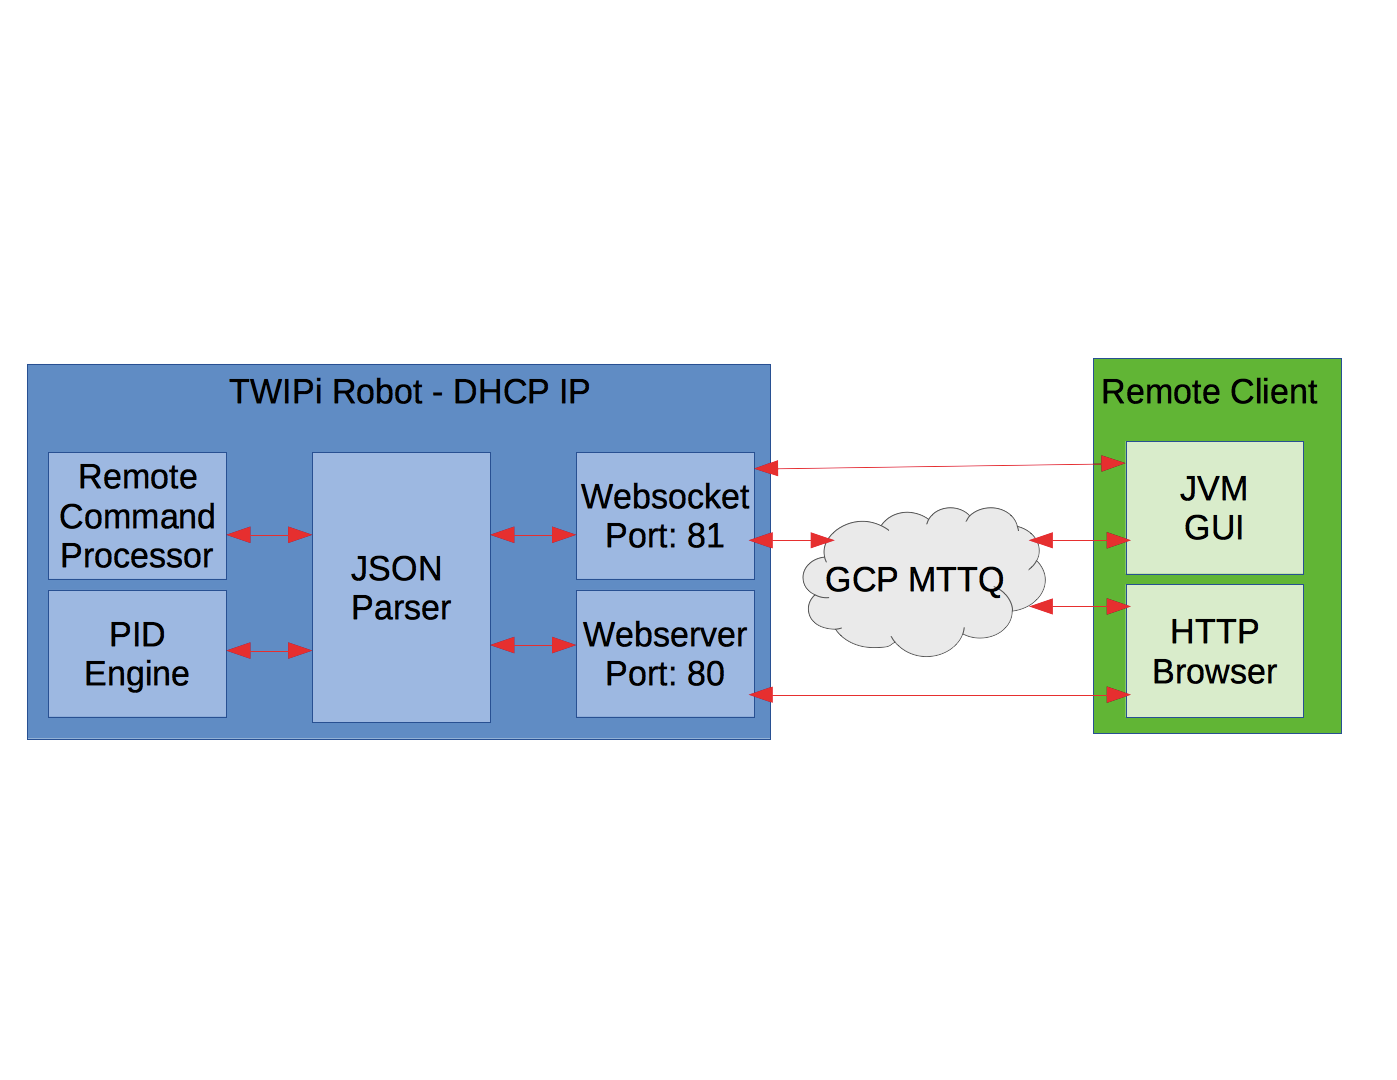 TWIPi Robot - DHCP IP
Remote
Command
Processor
PID
Engine
JSON
Parser
Websocket
Port: 81
Webserver
Port: 80
GCP MTTQ
Remote Client
JVM
GUI
HTTP
Browser